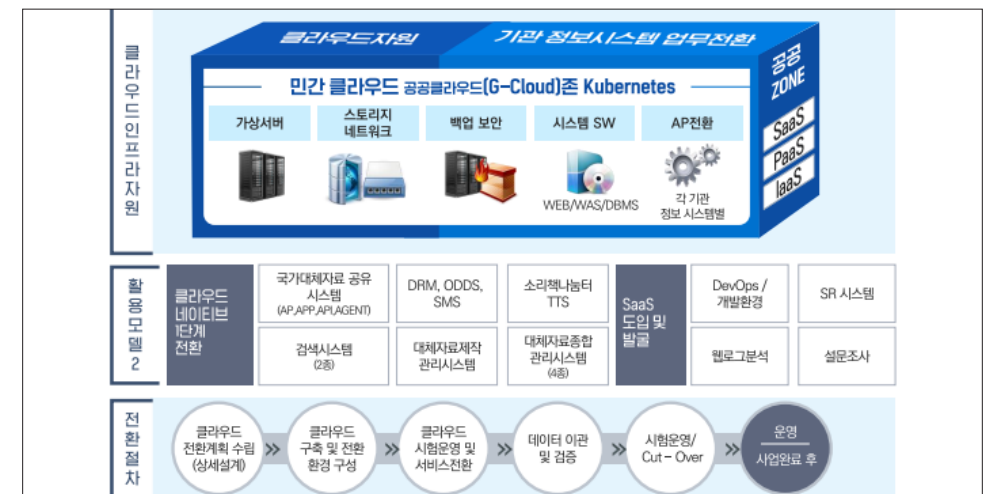 클라우드인프라자원
클라우드자원
기관 정보시스템 업무전환
공공
ZONE
SaaS
PaaS
IaaS
민간 클라우드 공공클라우드(G-Cloud)존 Kubernetes
가상서버
스토리지
네트워크
백업 보안
시스템 SW
AP전환
WEB/WAS/DBMS
각 기관
정보 시스템별
활용모델2
클라우드
네이티브
1단계
전환
국가대체자료 공유
시스템
(AP,APP,API,AGENT)
DRM, ODDS,
SMS
소리책나눔터
TTS
검색시스템
(2종)
대체자료제작
관리시스템
대체자료종합
관리시스템
(4종)
SaaS
도입 및
발굴
DevOps /
개발환경
SR 시스템
웹로그분석
설문조사
전환절차
클라우드
전환계획 수립
(상세설계)
클라우드
구축 및 전환
환경 구성
클라우드
시험운영 및
서비스전환
데이터 이관
및 검증
시험운영/
Cut – Over
운영
사업완료 후